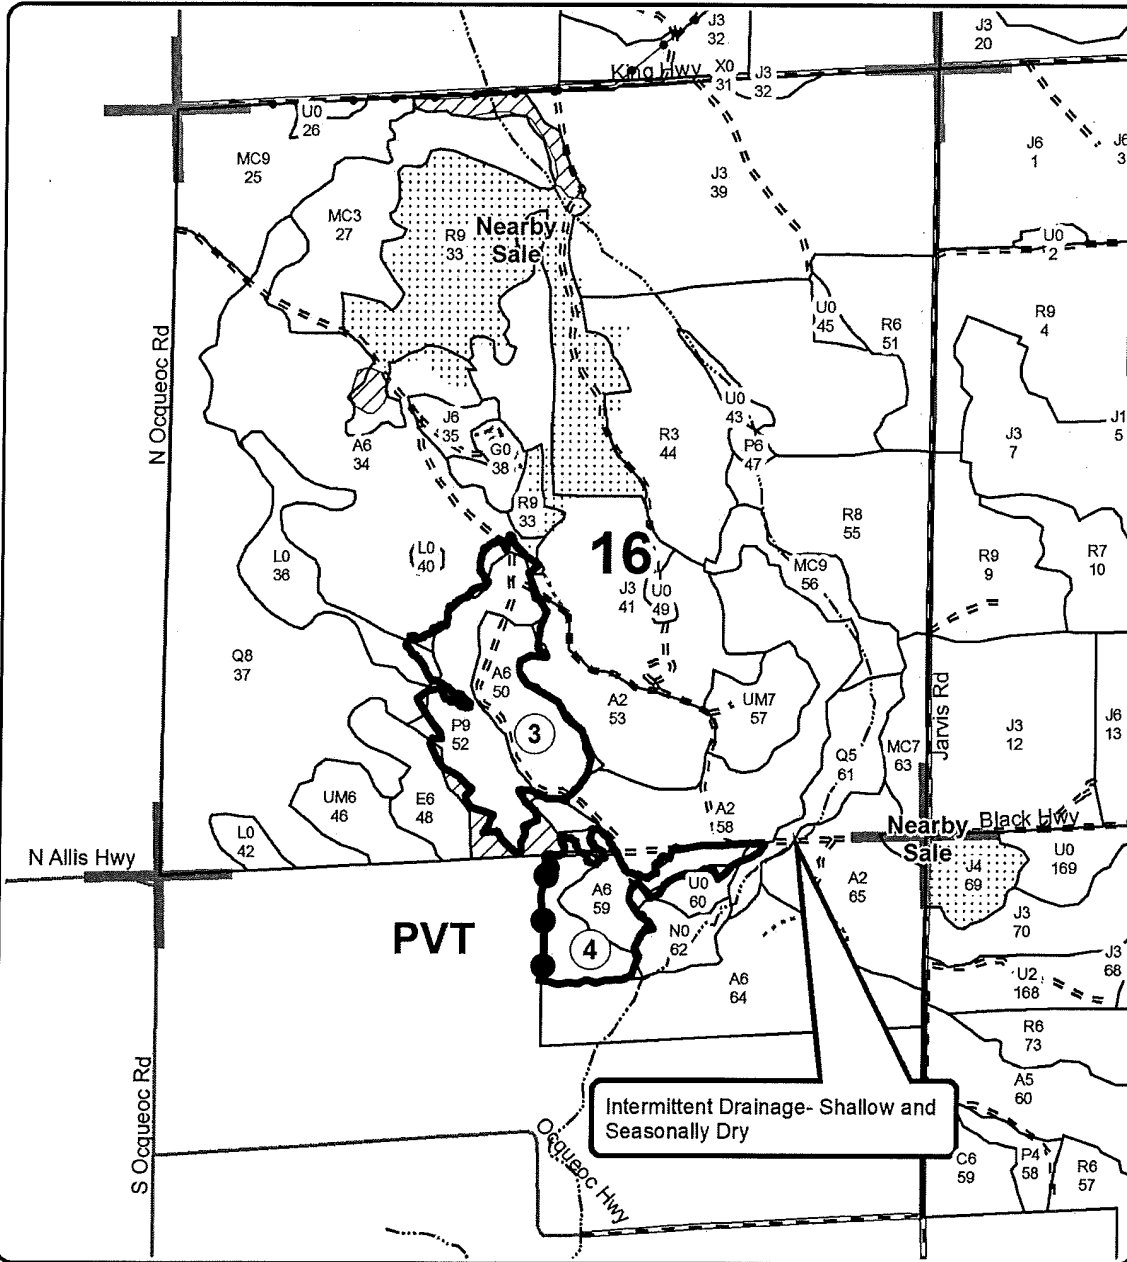 J3
32
J3
20
King Hwy
X0
31
J3
32
U0
26
MC9
25
J6
1
J6
3
J3
39
MC3
27
R9
33
Nearby
Sale
U0
2
U0
45
R6
51
R9
4
N Ocqueoc Rd
U0
43
J6
35
A6
34
G0
38
R3
44
P6
47
J3
7
J1
5
R9
33
R8
55
L0
36
L0
40
16
J3
41
U0
49
MC9
56
R9
9
R7
10
Q8
37
A6
50
A2
53
UM7
57
P9
52
3
Q5
61
MC7
63
Jarvis Rd
J3
12
J6
13
UM6
46
E6
48
L0
42
A2
158
Nearby
Sale
Black Hwy
N Allis Hwy
A6
59
U0
60
A2
65
J4
69
U0
169
PVT
4
N0
62
J3
70
A6
64
J3
68
U2
168
R6
73
A5
60
Intermittent Drainage- Shallow and
Seasonally Dry
S Ocqueoc Rd
Ocqueoc Hwy
C6
59
P4
58
R6
57